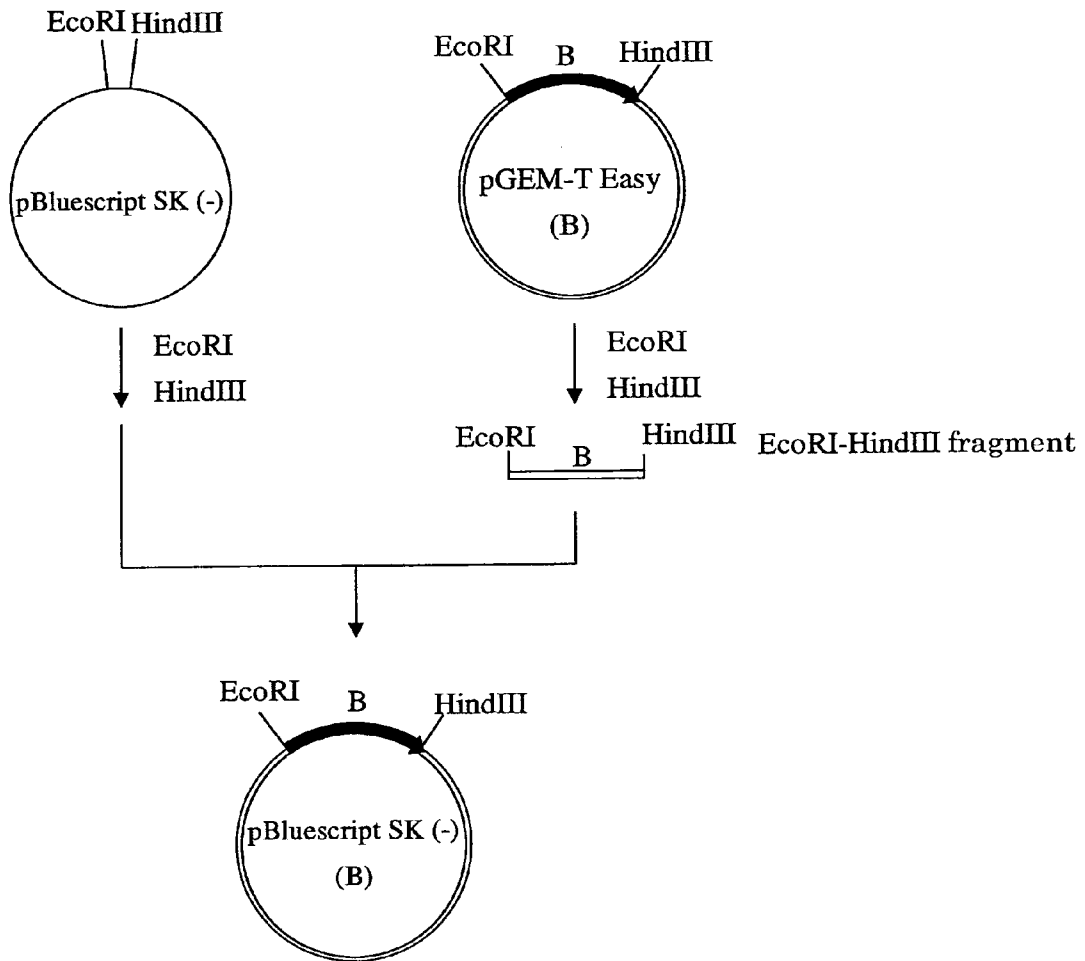 EcoRI HindIII
pBluescript SK (-)
EcoRI
B
HindIII
pGEM-T Easy
(B)
EcoRI
HindIII
EcoRI
HindIII
EcoRI
B
HindIII
EcoRI-HindIII fragment
EcoRI
B
HindIII
pBluescript SK (-)
(B)